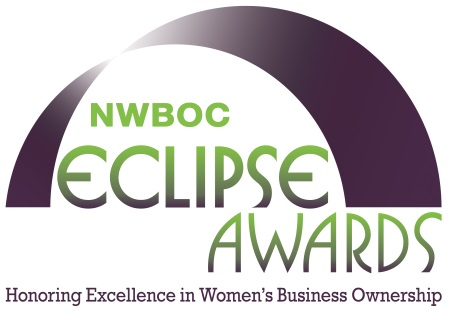 NWBOC
ECLIPSE
AWARDS
Honoring Excellence in Women's Business Ownership